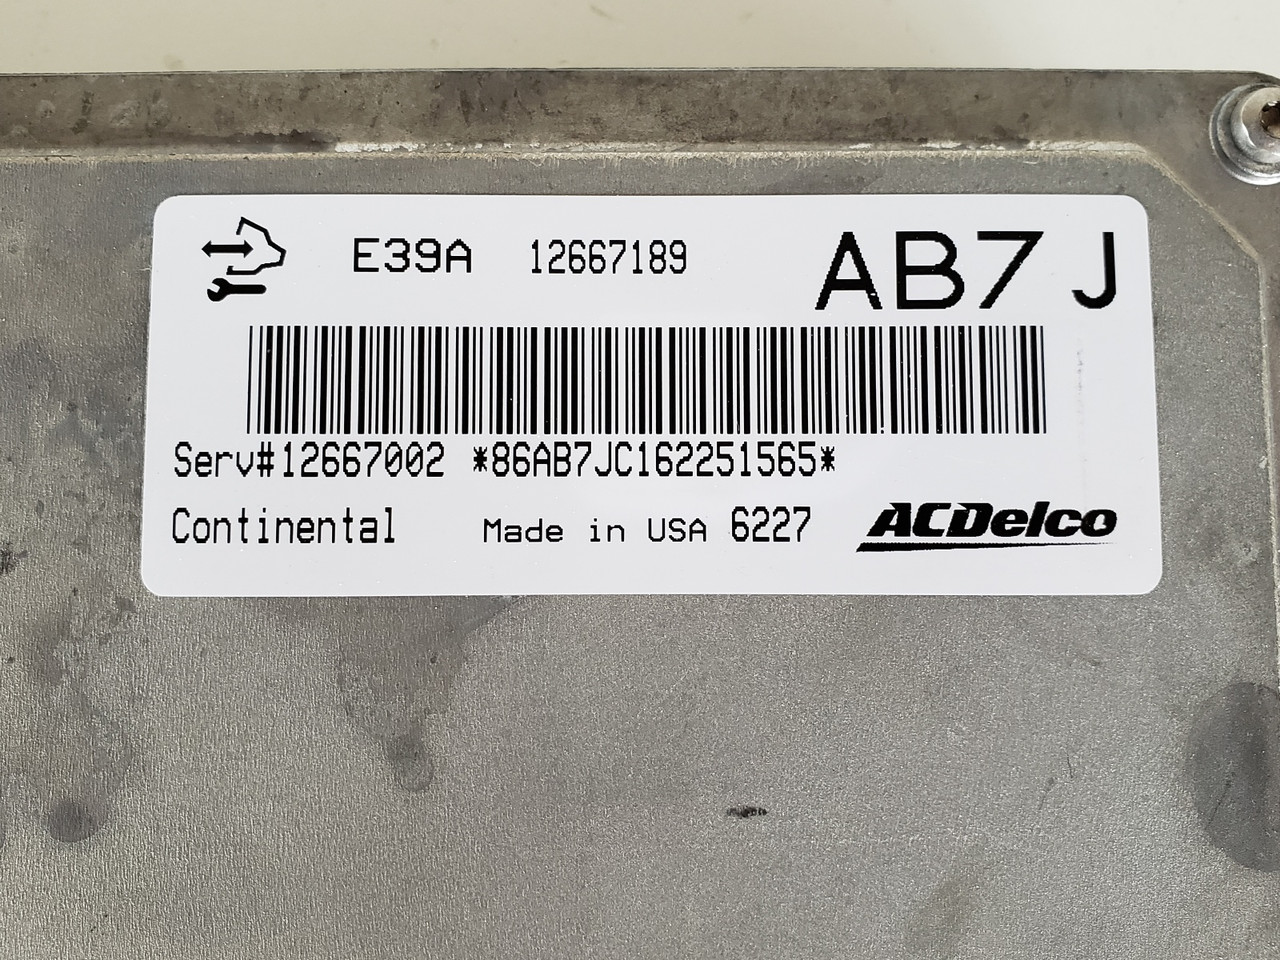 E39A 12667189 AB7J
Serv#12667002 *86AB7JC162251565*
Continental Made in USA 6227 ACDelco